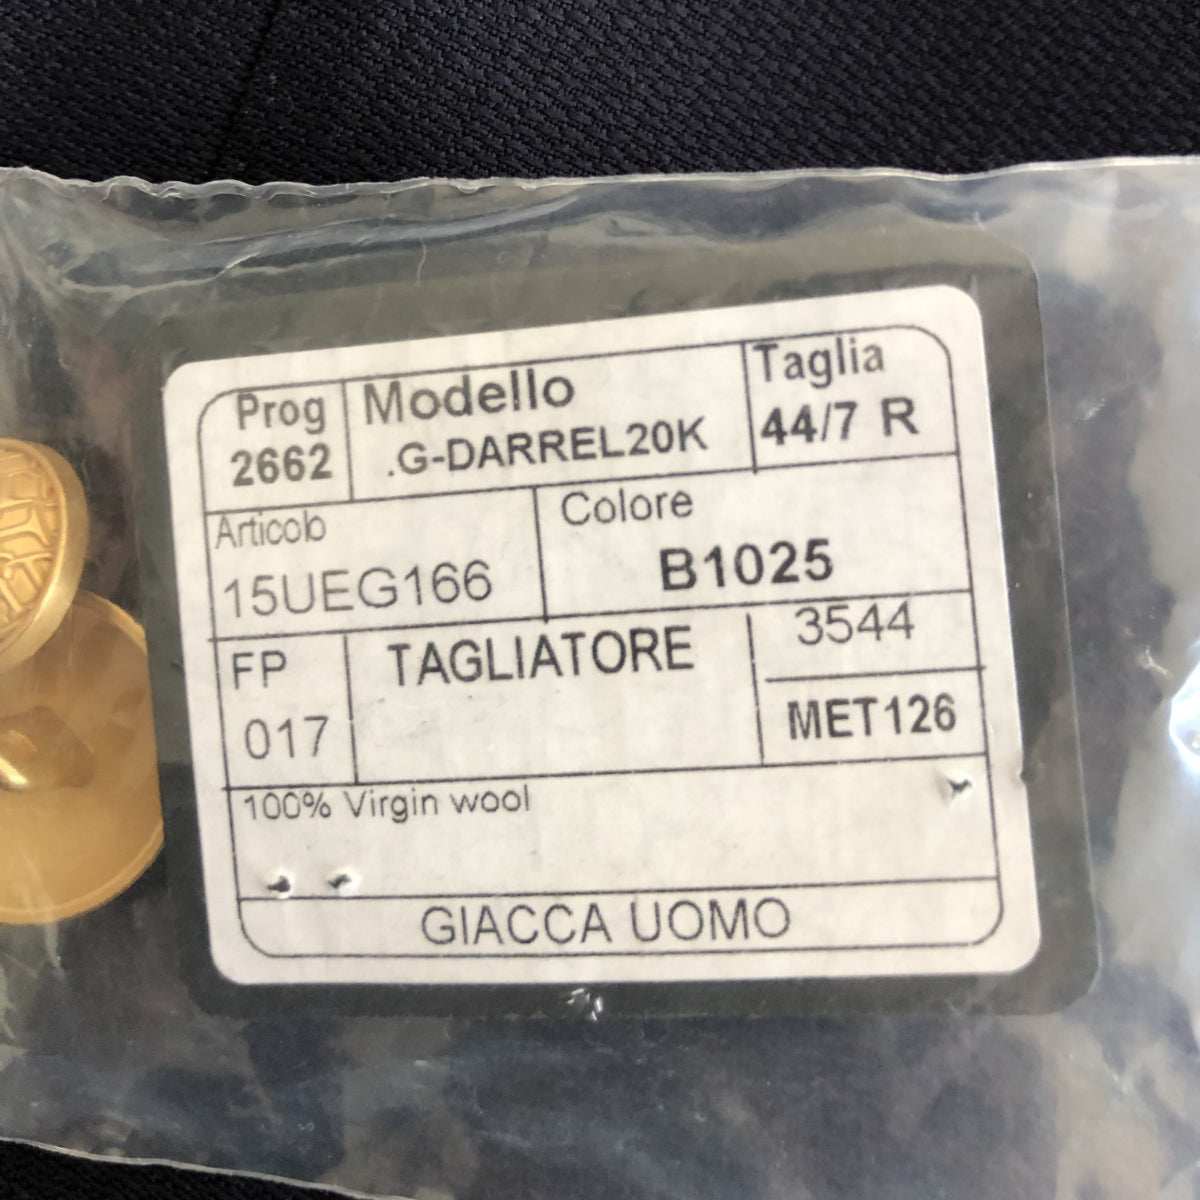 Prog
2662
Modello
.G-DARREL20K
Taglia
44/7 R
Articolo
15UEG166
Colore
B1025
FP
017
TAGLIATORE
3544
MET126
100% Virgin wool
GIACCA UOMO